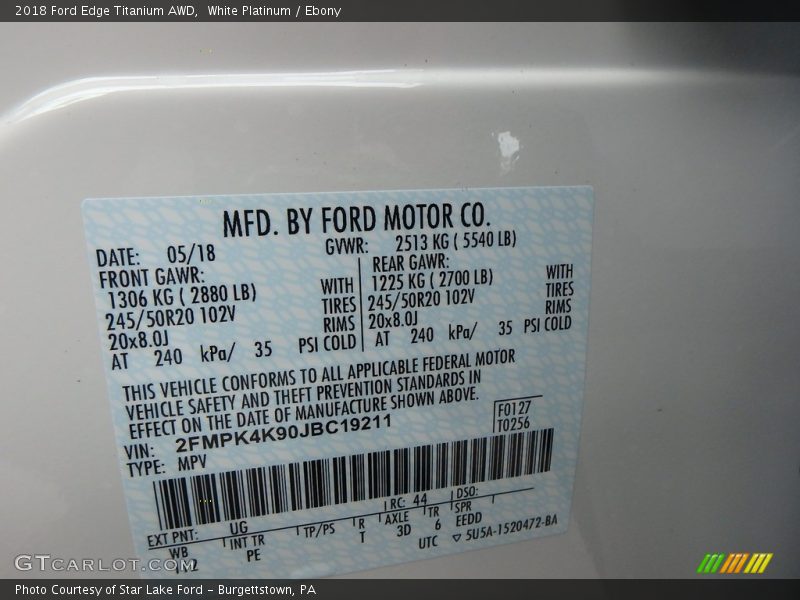 2018 Ford Edge Titanium AWD,  White Platinum / Ebony
MFD. BY FORD MOTOR CO.
DATE: 05/18 GVWR: 2513 KG ( 5540 LB)
FRONT GAWR: REAR GAWR:
1306 KG ( 2880 LB) WITH 1225 KG ( 2700 LB) WITH
245/50R20 102V TIRES 245/50R20 102V TIRES
20x8.0J RIMS 20x8.0J RIMS
AT 240 kPa/ 35 PSI COLD AT 240 kPa/ 35 PSI COLD
THIS VEHICLE CONFORMS TO ALL APPLICABLE FEDERAL MOTOR
VEHICLE SAFETY AND THEFT PREVENTION STANDARDS IN
EFFECT ON THE DATE OF MANUFACTURE SHOWN ABOVE.
VIN: 2FMPK4K90JBC19211 F0127
TYPE: MPV T0256
EXT PNT: UG RC: 44 DSO:
WB INT TR TP/PS R AXLE TR SPR
PE T 3D 6 EEDD
UTC ▽ 5U5A-1520472-BA
GTCARLOT.COM
Photo Courtesy of Star Lake Ford - Burgettstown, PA